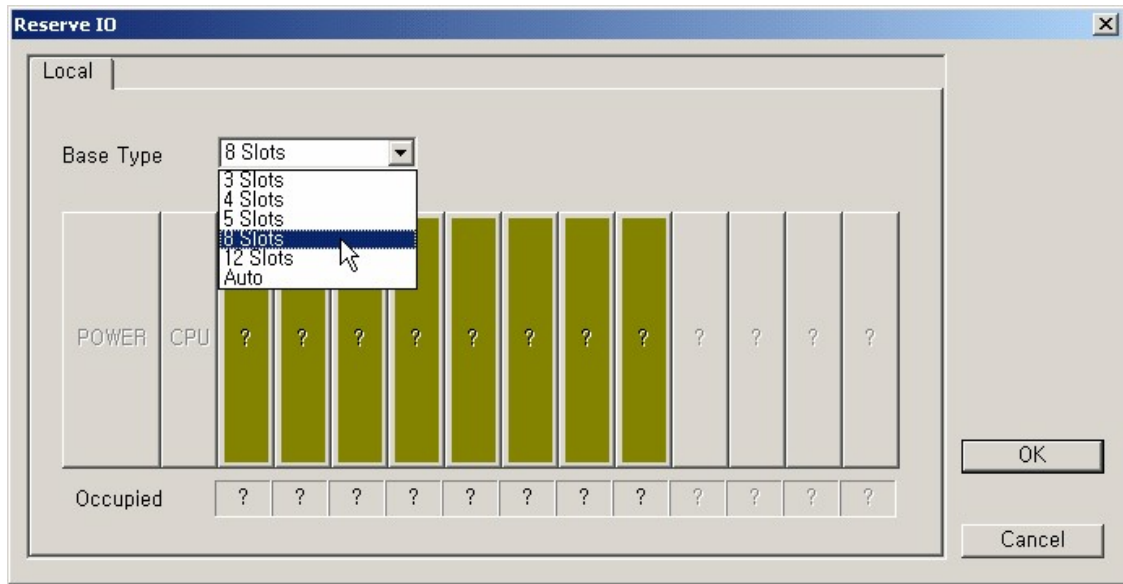 Reserve IO
Local
Base Type
8 Slots
3 Slots
4 Slots
5 Slots
8 Slots
12 Slots
Auto
POWER CPU ? ? ? ? ? ? ? ? ? ? ? ?
OK
Occupied ? ? ? ? ? ? ? ? ? ? ? ?
Cancel